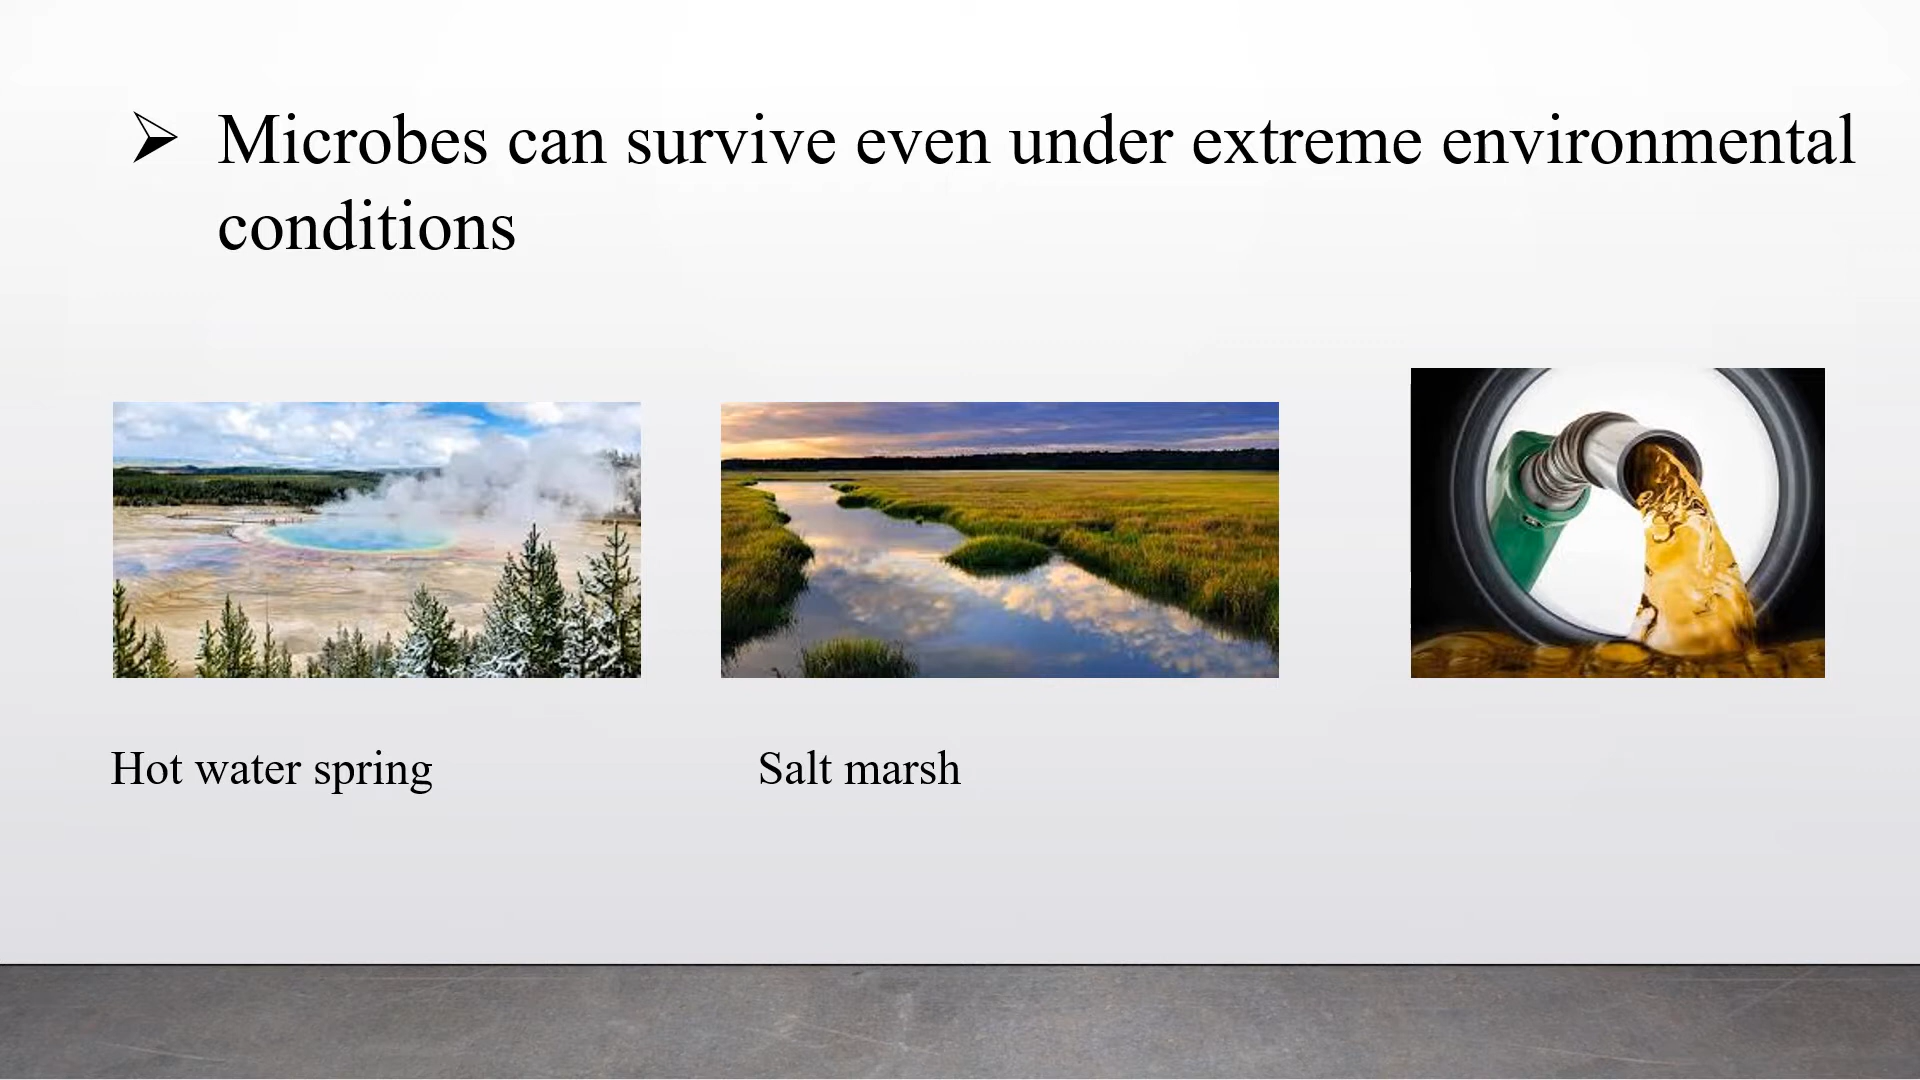 Microbes can survive even under extreme environmental
conditions
Hot water spring
Salt marsh